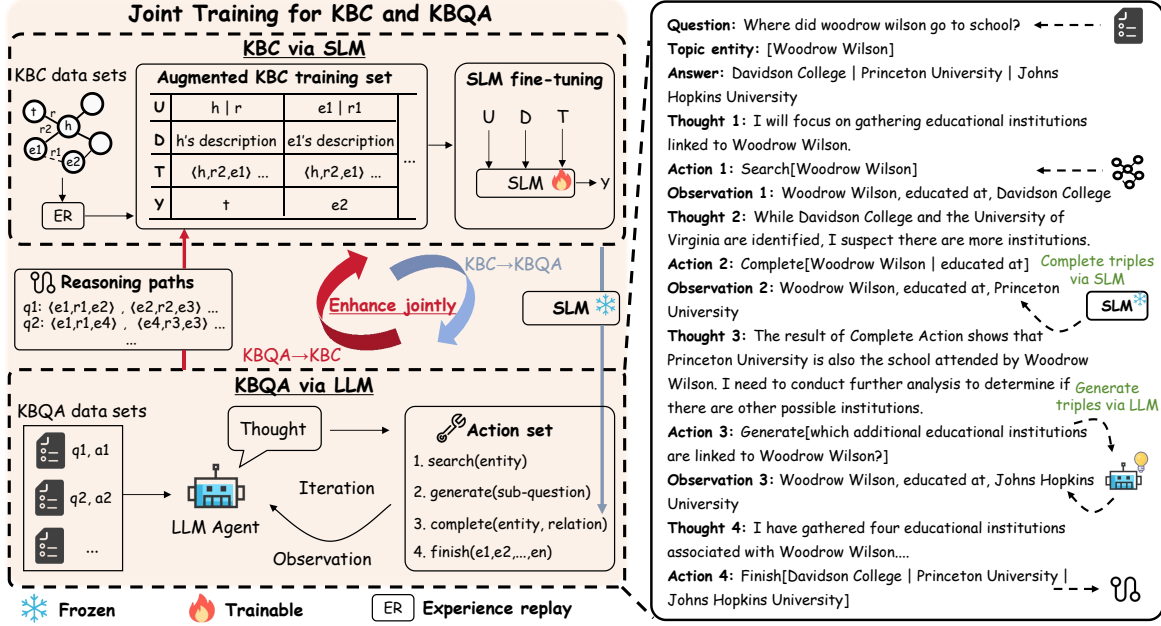 Joint Training for KBC and KBQA
KBC via SLM
KBC data sets
t
r
h
r2
e1
r1
e2
ER
Augmented KBC training set
U h | r e1 | r1
D h's description e1's description
T ⟨h,r2,e1⟩ ... ⟨h,r2,e1⟩ ...
Y t e2
...
SLM fine-tuning
U D T
SLM
Y
Reasoning paths
q1: ⟨e1,r1,e2⟩ , ⟨e2,r2,e3⟩ ...
q2: ⟨e1,r1,e4⟩ , ⟨e4,r3,e3⟩ ...
...
KBC→KBQA
Enhance jointly
KBQA→KBC
SLM
KBQA via LLM
KBQA data sets
q1, a1
q2, a2
...
Thought
LLM Agent
Iteration
Observation
Action set
1. search(entity)
2. generate(sub-question)
3. complete(entity, relation)
4. finish(e1,e2,...,en)
Frozen
Trainable
ER
Experience replay
Question: Where did woodrow wilson go to school?
Topic entity: [Woodrow Wilson]
Answer: Davidson College | Princeton University | Johns
Hopkins University
Thought 1: I will focus on gathering educational institutions
linked to Woodrow Wilson.
Action 1: Search[Woodrow Wilson]
Observation 1: Woodrow Wilson, educated at, Davidson College
Thought 2: While Davidson College and the University of
Virginia are identified, I suspect there are more institutions.
Action 2: Complete[Woodrow Wilson | educated at]
Complete triples
via SLM
Observation 2: Woodrow Wilson, educated at, Princeton
University
SLM
Thought 3: The result of Complete Action shows that
Princeton University is also the school attended by Woodrow
Wilson. I need to conduct further analysis to determine if
there are other possible institutions.
Generate
triples via LLM
Action 3: Generate[which additional educational institutions
are linked to Woodrow Wilson?]
Observation 3: Woodrow Wilson, educated at, Johns Hopkins
University
Thought 4: I have gathered four educational institutions
associated with Woodrow Wilson....
Action 4: Finish[Davidson College | Princeton University |
Johns Hopkins University]